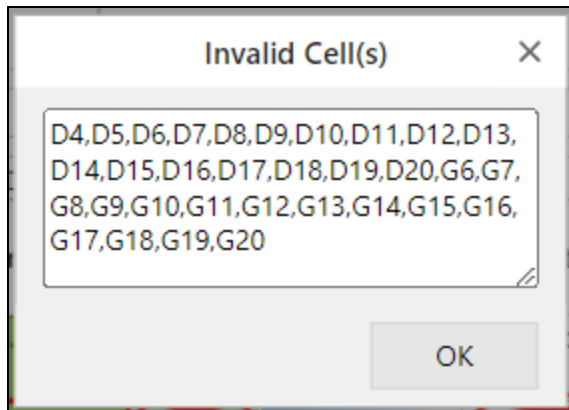 Invalid Cell(s)
D4,D5,D6,D7,D8,D9,D10,D11,D12,D13,
D14,D15,D16,D17,D18,D19,D20,G6,G7,
G8,G9,G10,G11,G12,G13,G14,G15,G16,
G17,G18,G19,G20
OK